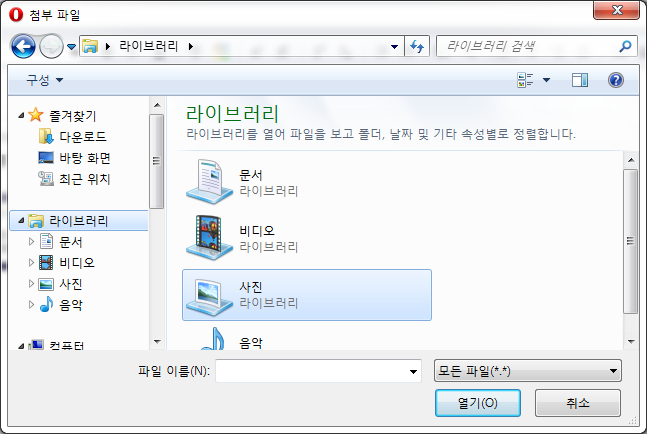 첨부 파일
라이브러리
라이브러리 검색
구성
즐겨찾기
다운로드
바탕 화면
최근 위치
라이브러리
문서
비디오
사진
음악
컴퓨터
라이브러리
라이브러리를 열어 파일을 보고 폴더, 날짜 및 기타 속성별로 정렬합니다.
문서
라이브러리
비디오
라이브러리
사진
라이브러리
음악
파일 이름(N):
모든 파일(*.*)
열기(O)
취소